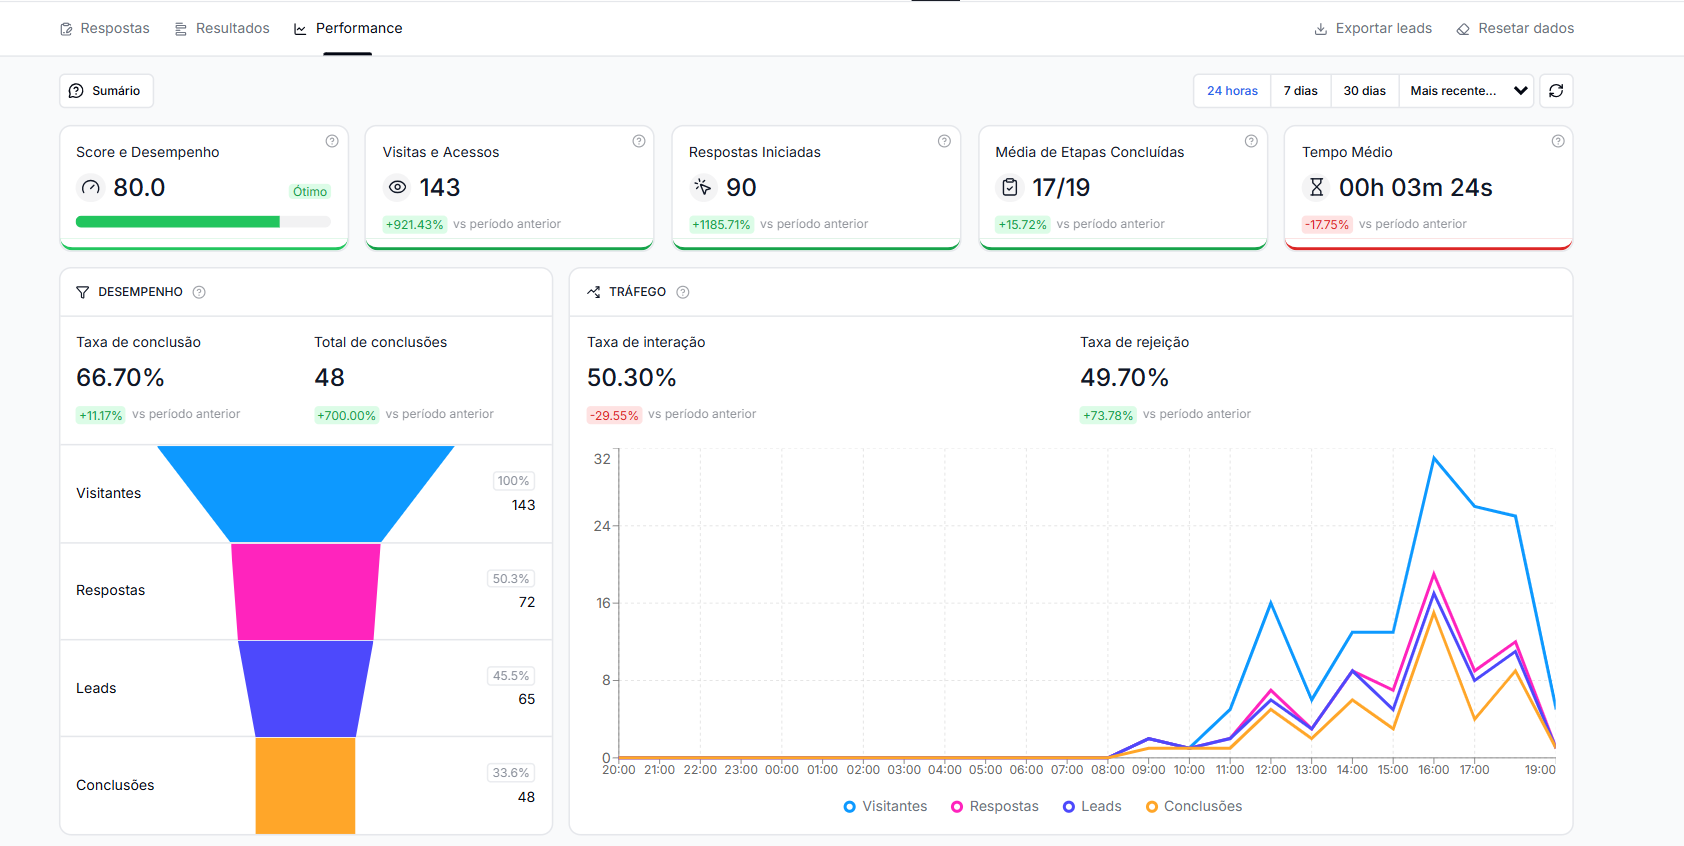 Respostas
Resultados
Performance
Exportar leads
Resetar dados
Sumário
24 horas
7 dias
30 dias
Mais recente...
Score e Desempenho
80.0
Ótimo
Visitas e Acessos
143
+921.43% vs período anterior
Respostas Iniciadas
90
+1185.71% vs período anterior
Média de Etapas Concluídas
17/19
+15.72% vs período anterior
Tempo Médio
00h 03m 24s
-17.75% vs período anterior
DESEMPENHO
Taxa de conclusão
66.70%
+11.17% vs período anterior
Total de conclusões
48
+700.00% vs período anterior
Visitantes
100%
143
Respostas
50.3%
72
Leads
45.5%
65
Conclusões
33.6%
48
TRÁFEGO
Taxa de interação
50.30%
-29.55% vs período anterior
Taxa de rejeição
49.70%
+73.78% vs período anterior
32
24
16
8
0
20:00 21:00 22:00 23:00 00:00 01:00 02:00 03:00 04:00 05:00 06:00 07:00 08:00 09:00 10:00 11:00 12:00 13:00 14:00 15:00 16:00 17:00 19:00
Visitantes Respostas Leads Conclusões